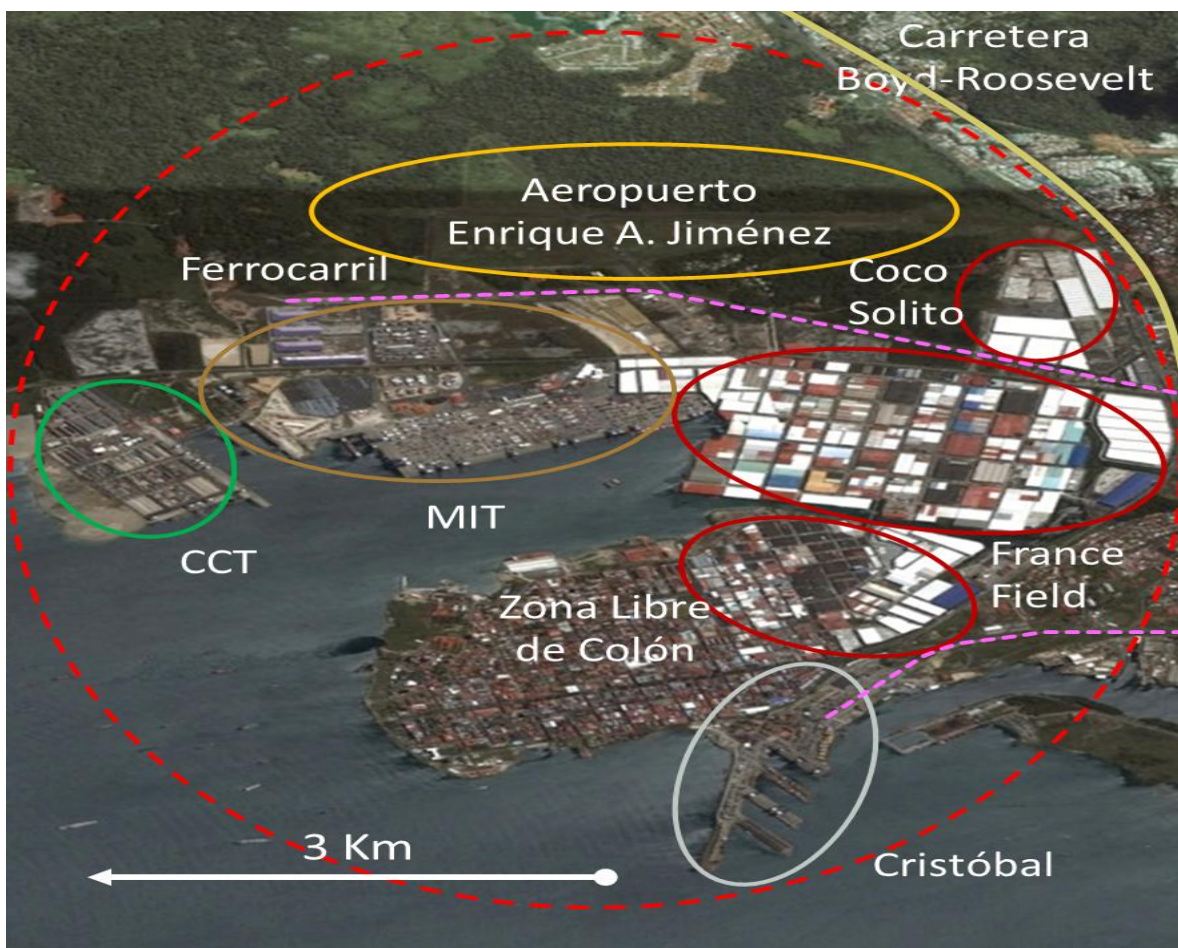 Carretera
Boyd-Roosevelt
Aeropuerto
Enrique A. Jiménez
Ferrocarril
Coco
Solito
MIT
CCT
France
Field
Zona Libre
de Colón
3 Km
Cristóbal